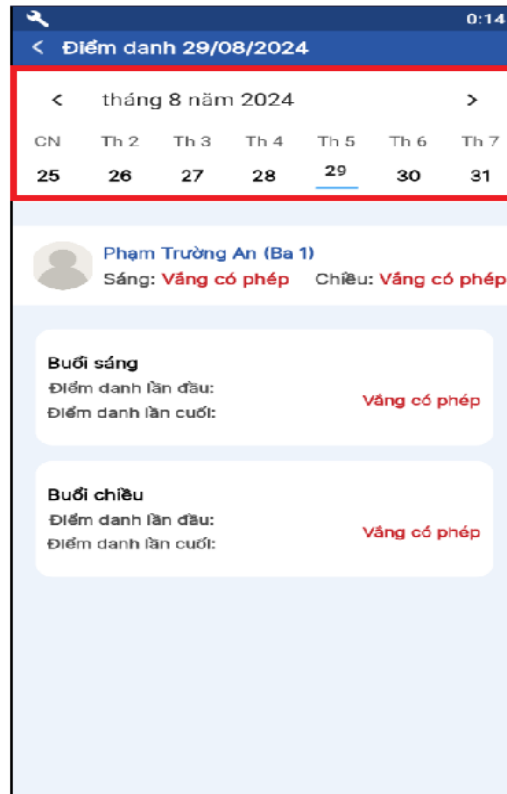 0:14
< Điểm danh 29/08/2024
< tháng 8 năm 2024 >
CN Th 2 Th 3 Th 4 Th 5 Th 6 Th 7
25 26 27 28 29 30 31
Phạm Trường An (Ba 1)
Sáng: Vắng có phép Chiều: Vắng có phép
Buổi sáng
Điểm danh lần đầu:
Vắng có phép
Điểm danh lần cuối:
Buổi chiều
Điểm danh lần đầu:
Vắng có phép
Điểm danh lần cuối: